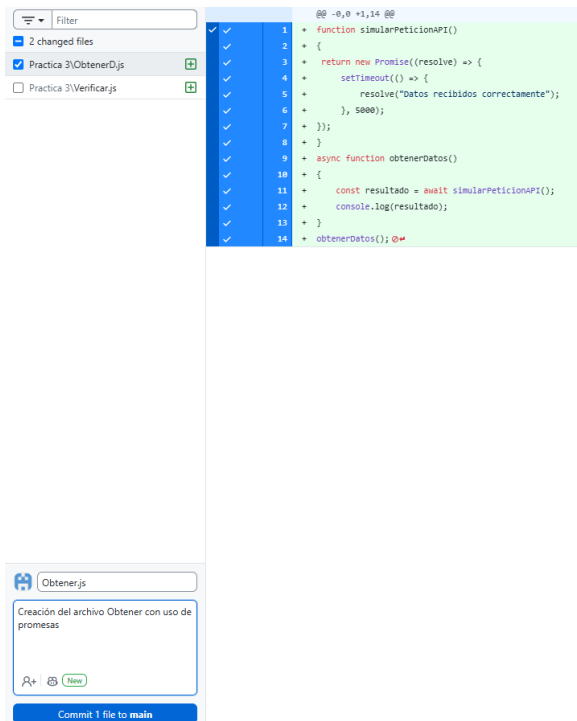 Filter
2 changed files
Practica 3\ObtenerD.js
Practica 3\Verificar.js
@@ -0,0 +1,14 @@
1 + function simularPeticionAPI()
2 + {
3 + return new Promise((resolve) => {
4 + setTimeout(() => {
5 + resolve("Datos recibidos correctamente");
6 + }, 5000);
7 + });
8 + }
9 + async function obtenerDatos()
10 + {
11 + const resultado = await simularPeticionAPI();
12 + console.log(resultado);
13 + }
14 + obtenerDatos();
Obtener.js
Creación del archivo Obtener con uso de
promesas
New
Commit 1 file to main